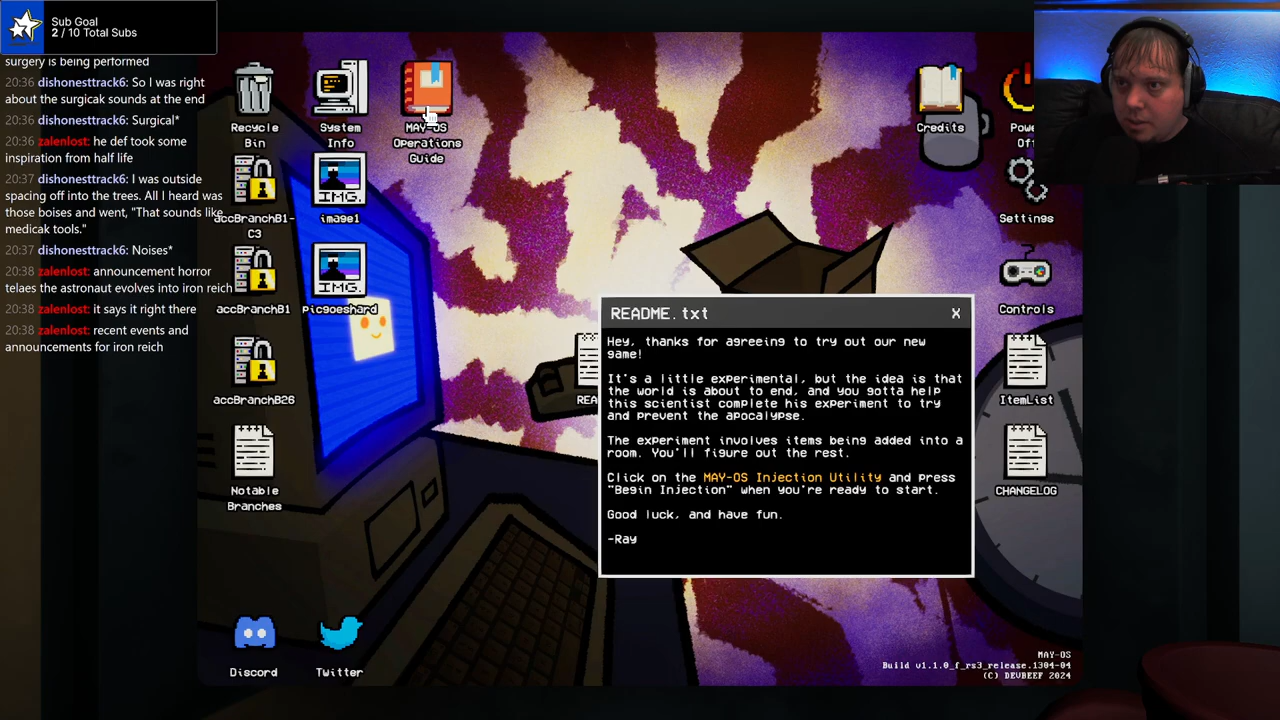 Sub Goal
2 / 10 Total Subs
surgery is being performed
20:36 dishonesttrack6: So I was right
about the surgicak sounds at the end
20:36 dishonesttrack6: Surgical*
20:36 zalenlost: he def took some
inspiration from half life
20:37 dishonesttrack6: I was outside
spacing off into the trees. All I heard was
those boises and went, "That sounds like
medicak tools."
20:37 dishonesttrack6: Noises*
20:38 zalenlost: announcement horror
telaes the astronaut evolves into iron reich
20:38 zalenlost: it says it right there
20:38 zalenlost: recent events and
announcements for iron reich
Recycle
Bin
System
Info
MAY-OS
Operations
Guide
accBranchB1-
C3
IMG.
image1
accBranchB1
IMG.
pic9oeshard
accBranchB26
Notable
Branches
Discord
Twitter
REA
README.txt
X
Hey, thanks for agreeing to try out our new
game!
It's a little experimental, but the idea is that
the world is about to end, and you gotta help
this scientist complete his experiment to try
and prevent the apocalypse.
The experiment involves items being added into a
room. You'll figure out the rest.
Click on the MAY-OS Injection Utility and press
"Begin Injection" when you're ready to start.
Good luck, and have fun.
-Ray
Credits
Powe
Off
Settings
Controls
ItemList
CHANGELOG
MAY-OS
Build v1.1.0_f_rs3_release.1304-04
(C) DEVBEEF 2024